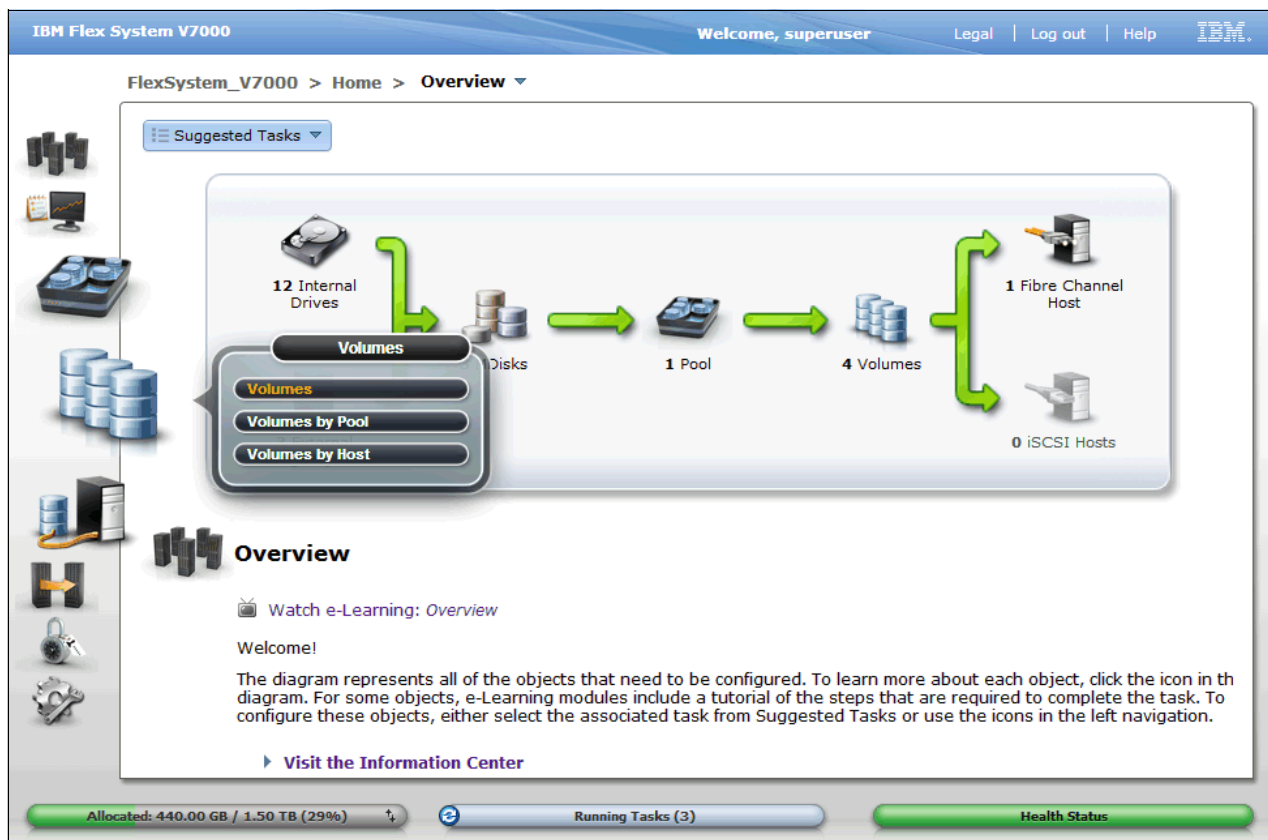 IBM Flex System V7000
Welcome, superuser
Legal | Log out | Help
IBM.
FlexSystem_V7000 > Home > Overview
Suggested Tasks
12 Internal
Drives
MDisks
1 Pool
4 Volumes
1 Fibre Channel
Host
0 iSCSI Hosts
Volumes
Volumes
Volumes by Pool
Volumes by Host
Overview
Watch e-Learning: Overview
Welcome!
The diagram represents all of the objects that need to be configured. To learn more about each object, click the icon in th
diagram. For some objects, e-Learning modules include a tutorial of the steps that are required to complete the task. To
configure these objects, either select the associated task from Suggested Tasks or use the icons in the left navigation.
Visit the Information Center
Allocated: 440.00 GB / 1.50 TB (29%)
Running Tasks (3)
Health Status